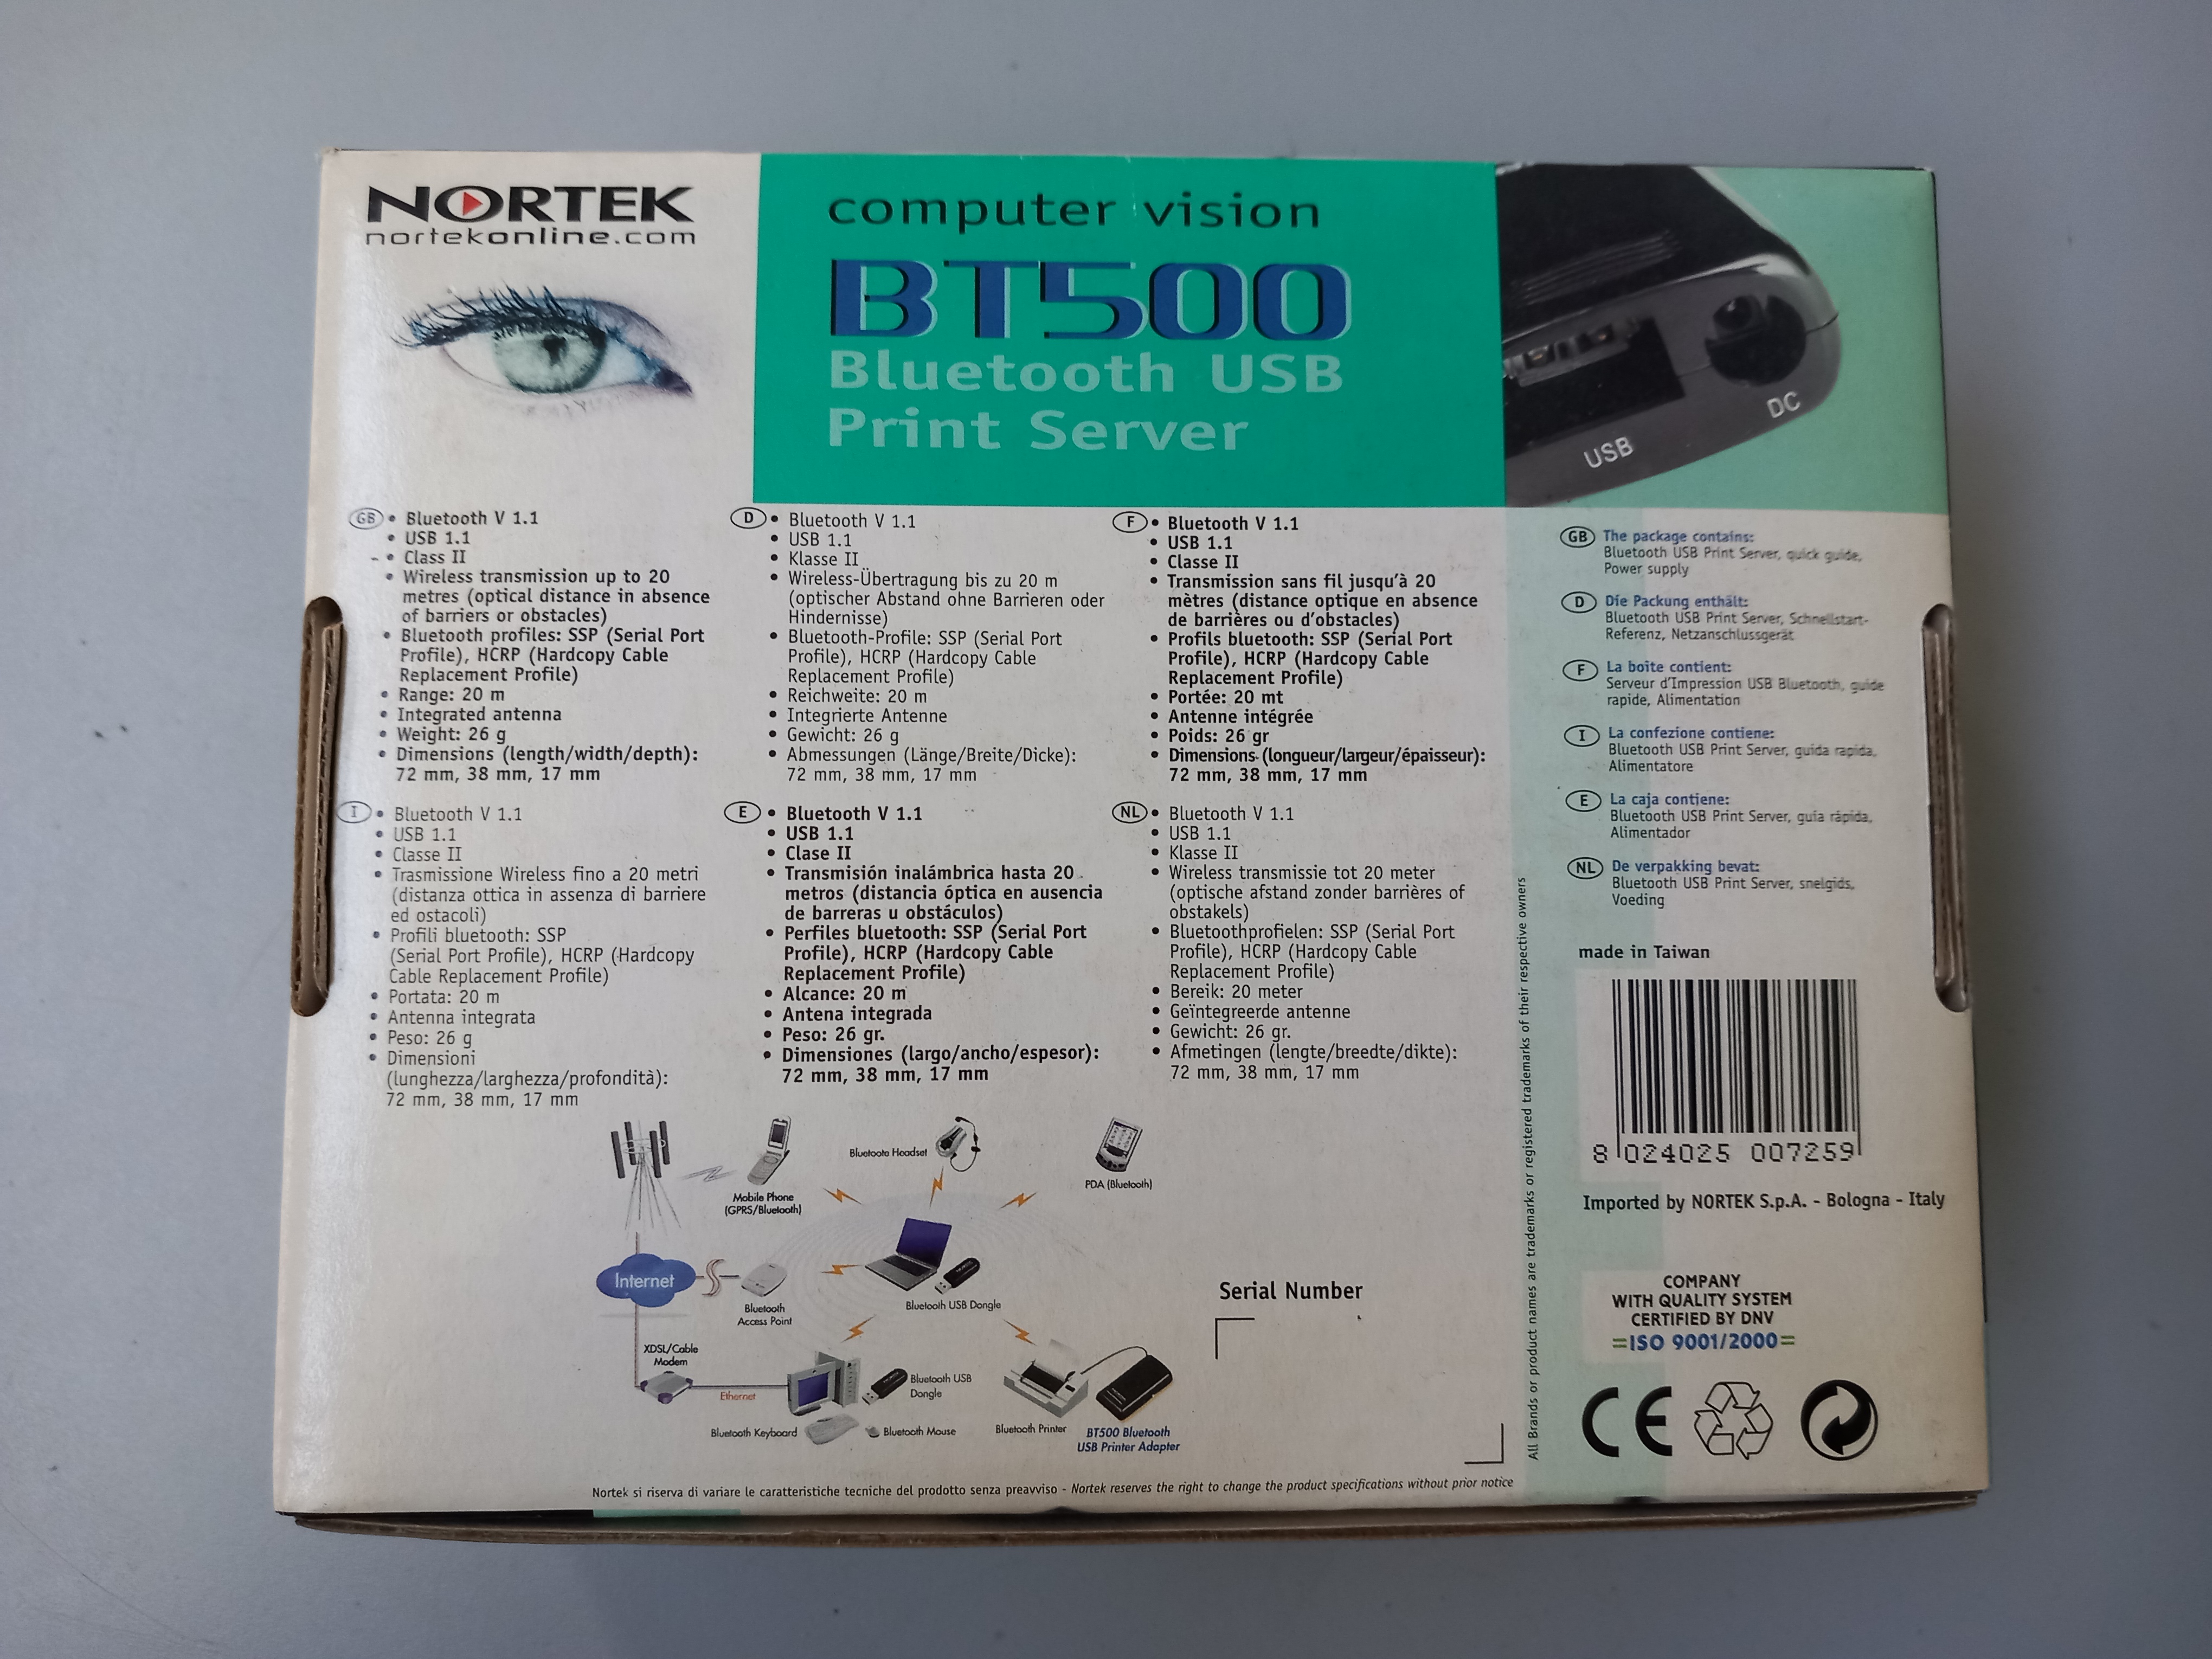 NORTEK
nortekonline.com
computer vision
BT500
Bluetooth USB
Print Server
USB
DC
GB
• Bluetooth V 1.1
• USB 1.1
• Class II
• Wireless transmission up to 20
metres (optical distance in absence
of barriers or obstacles)
• Bluetooth profiles: SSP (Serial Port
Profile), HCRP (Hardcopy Cable
Replacement Profile)
• Range: 20 m
• Integrated antenna
• Weight: 26 g
• Dimensions (length/width/depth):
72 mm, 38 mm, 17 mm
D
• Bluetooth V 1.1
• USB 1.1
• Klasse II
• Wireless-Übertragung bis zu 20 m
(optischer Abstand ohne Barrieren oder
Hindernisse)
• Bluetooth-Profile: SSP (Serial Port
Profile), HCRP (Hardcopy Cable
Replacement Profile)
• Reichweite: 20 m
• Integrierte Antenne
• Gewicht: 26 g
• Abmessungen (Länge/Breite/Dicke):
72 mm, 38 mm, 17 mm
F
• Bluetooth V 1.1
• USB 1.1
• Classe II
• Transmission sans fil jusqu'à 20
mètres (distance optique en absence
de barrières ou d'obstacles)
• Profils bluetooth: SSP (Serial Port
Profile), HCRP (Hardcopy Cable
Replacement Profile)
• Portée: 20 mt
• Antenne intégrée
• Poids: 26 gr
• Dimensions (longueur/largeur/épaisseur):
72 mm, 38 mm, 17 mm
I
• Bluetooth V 1.1
• USB 1.1
• Classe II
• Trasmissione Wireless fino a 20 metri
(distanza ottica in assenza di barriere
ed ostacoli)
• Profili bluetooth: SSP
(Serial Port Profile), HCRP (Hardcopy
Cable Replacement Profile)
• Portata: 20 m
• Antenna integrata
• Peso: 26 g
• Dimensioni
(lunghezza/larghezza/profondità):
72 mm, 38 mm, 17 mm
E
• Bluetooth V 1.1
• USB 1.1
• Clase II
• Transmisión inalámbrica hasta 20
metros (distancia óptica en ausencia
de barreras u obstáculos)
• Perfiles bluetooth: SSP (Serial Port
Profile), HCRP (Hardcopy Cable
Replacement Profile)
• Alcance: 20 m
• Antena integrada
• Peso: 26 gr.
• Dimensiones (largo/ancho/espesor):
72 mm, 38 mm, 17 mm
NL
• Bluetooth V 1.1
• USB 1.1
• Klasse II
• Wireless transmissie tot 20 meter
(optische afstand zonder barrières of
obstakels)
• Bluetoothprofielen: SSP (Serial Port
Profile), HCRP (Hardcopy Cable
Replacement Profile)
• Bereik: 20 meter
• Geïntegreerde antenne
• Gewicht: 26 gr.
• Afmetingen (lengte/breedte/dikte):
72 mm, 38 mm, 17 mm
GB
The package contains:
Bluetooth USB Print Server, quick guide,
Power supply
D
Die Packung enthält:
Bluetooth USB Print Server, Schnellstart-
Referenz, Netzanschlussgerät
F
La boite contient:
Serveur d'Impression USB Bluetooth, guide
rapide, Alimentation
I
La confezione contiene:
Bluetooth USB Print Server, guida rapida,
Alimentatore
E
La caja contiene:
Bluetooth USB Print Server, guía rápida,
Alimentador
NL
De verpakking bevat:
Bluetooth USB Print Server, snelgids,
Voeding
made in Taiwan
8 024025 007259
Imported by NORTEK S.p.A. - Bologna - Italy
COMPANY
WITH QUALITY SYSTEM
CERTIFIED BY DNV
=ISO 9001/2000=
CE
All Brands or product names are trademarks or registered trademarks of their respective owners
Mobile Phone
(GPRS/Bluetooth)
Bluetoote Headset
PDA (Bluetooth)
Internet
Bluetooth
Access Point
Bluetooth USB Dongle
XDSL/Cable
Modem
Ethernet
Bluetooth USB
Dongle
Bluetooth Keyboard
Bluetooth Mouse
Bluetooth Printer
BT500 Bluetooth
USB Printer Adapter
Serial Number
Nortek si riserva di variare le caratteristiche tecniche del prodotto senza preavviso - Nortek reserves the right to change the product specifications without prior notice